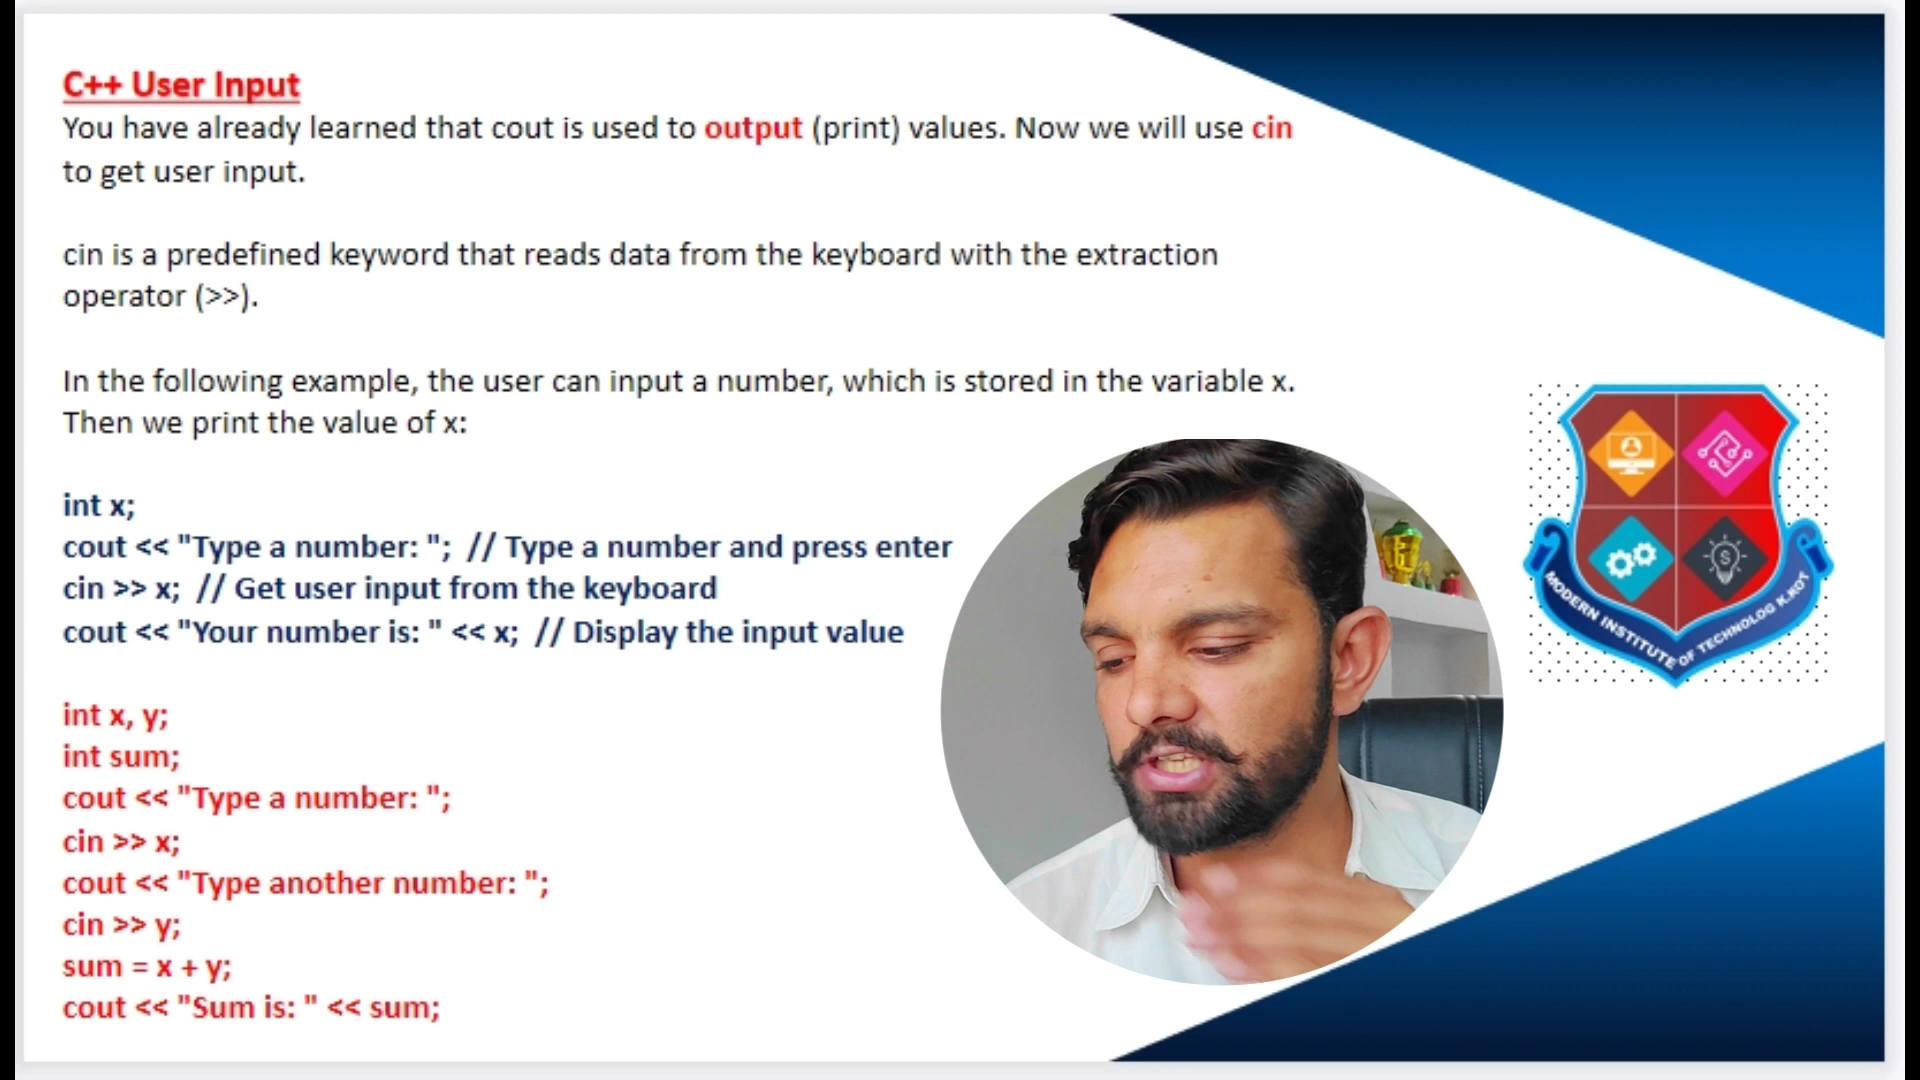 C++ User Input
You have already learned that cout is used to output (print) values. Now we will use cin
to get user input.
cin is a predefined keyword that reads data from the keyboard with the extraction
operator (>>).
In the following example, the user can input a number, which is stored in the variable x.
Then we print the value of x:
int x;
cout << "Type a number: "; // Type a number and press enter
cin >> x; // Get user input from the keyboard
cout << "Your number is: " << x; // Display the input value
int x, y;
int sum;
cout << "Type a number: ";
cin >> x;
cout << "Type another number: ";
cin >> y;
sum = x + y;
cout << "Sum is: " << sum;
MODERN INSTITUTE OF TECHNOLOG K.KOT